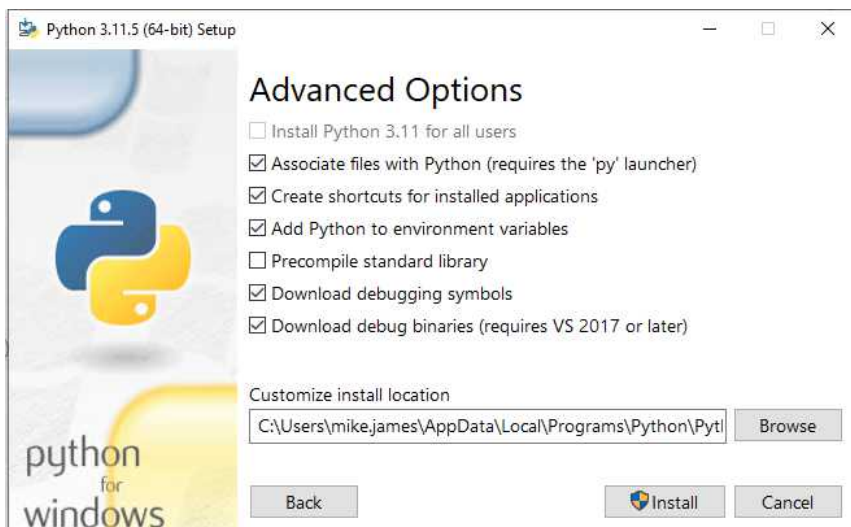 Python 3.11.5 (64-bit) Setup
Advanced Options
Install Python 3.11 for all users
Associate files with Python (requires the 'py' launcher)
Create shortcuts for installed applications
Add Python to environment variables
Precompile standard library
Download debugging symbols
Download debug binaries (requires VS 2017 or later)
Customize install location
C:\Users\mike.james\AppData\Local\Programs\Python\Pyt
Browse
python
for
windows
Back
Install
Cancel